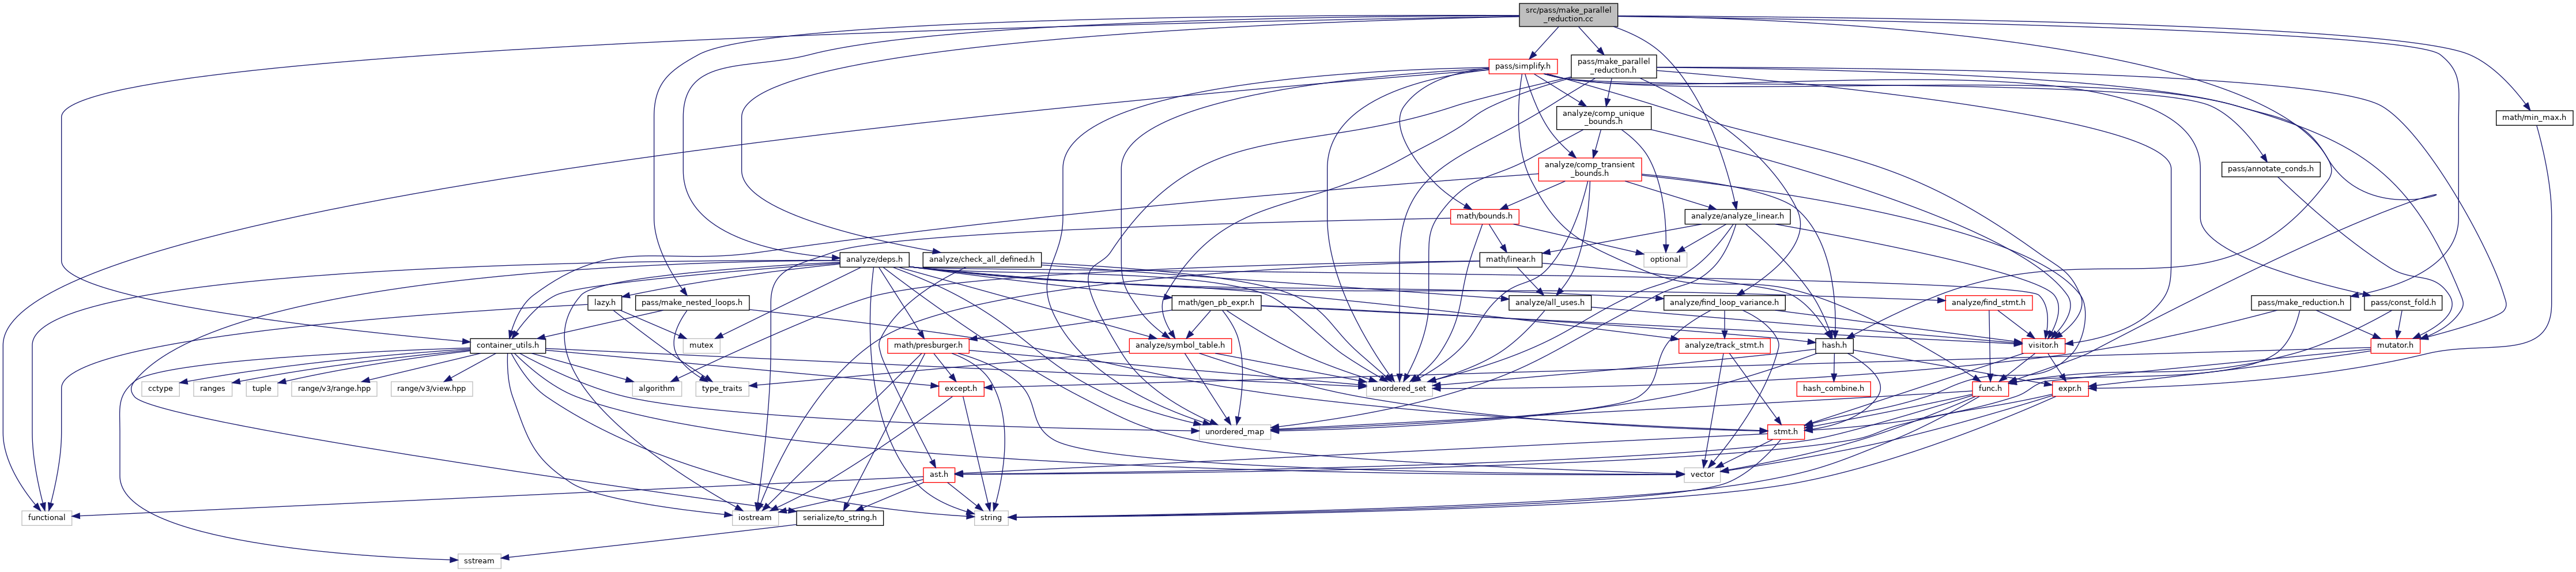 src/pass/make_parallel
_reduction.cc
pass/simplify.h
pass/make_parallel
_reduction.h
analyze/comp_unique
_bounds.h
math/min_max.h
analyze/comp_transient
_bounds.h
pass/annotate_conds.h
math/bounds.h
analyze/analyze_linear.h
analyze/deps.h
analyze/check_all_defined.h
math/linear.h
optional
lazy.h
pass/make_nested_loops.h
math/gen_pb_expr.h
analyze/all_uses.h
analyze/find_loop_variance.h
analyze/find_stmt.h
pass/make_reduction.h
pass/const_fold.h
container_utils.h
mutex
math/presburger.h
analyze/symbol_table.h
analyze/track_stmt.h
hash.h
visitor.h
mutator.h
cctype
ranges
tuple
range/v3/range.hpp
range/v3/view.hpp
algorithm
type_traits
except.h
unordered_set
hash_combine.h
func.h
expr.h
unordered_map
stmt.h
ast.h
vector
functional
iostream
serialize/to_string.h
string
sstream